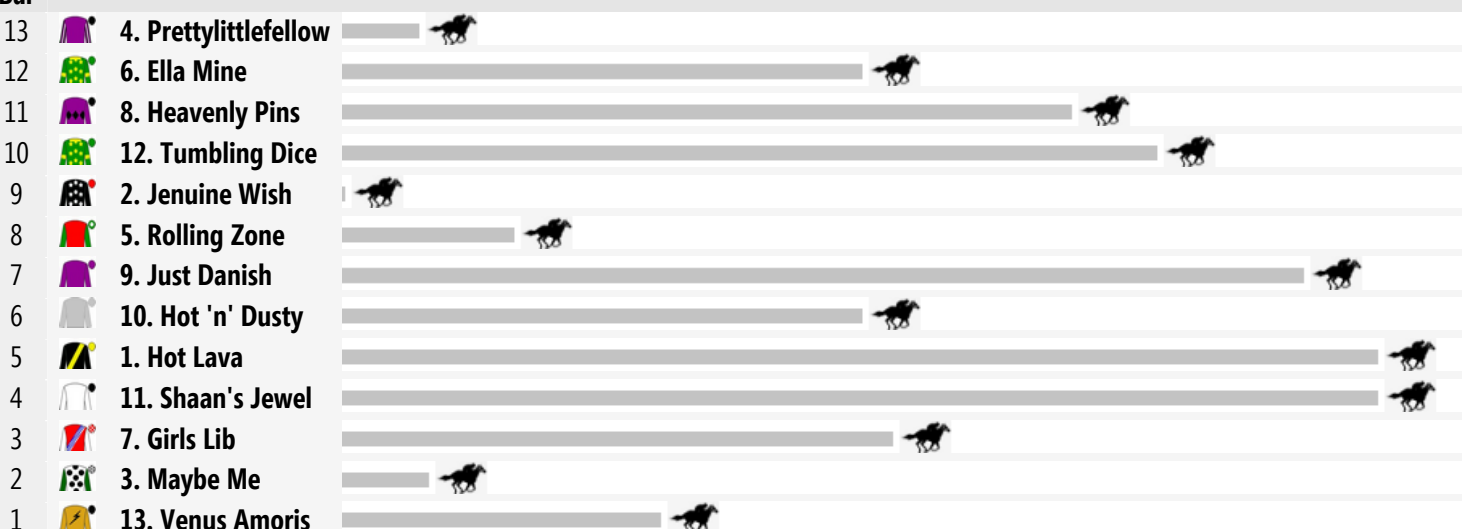 13 4. Prettylittlefellow
12 6. Ella Mine
11 8. Heavenly Pins
10 12. Tumbling Dice
9 2. Jenuine Wish
8 5. Rolling Zone
7 9. Just Danish
6 10. Hot 'n' Dusty
5 1. Hot Lava
4 11. Shaan's Jewel
3 7. Girls Lib
2 3. Maybe Me
1 13. Venus Amoris